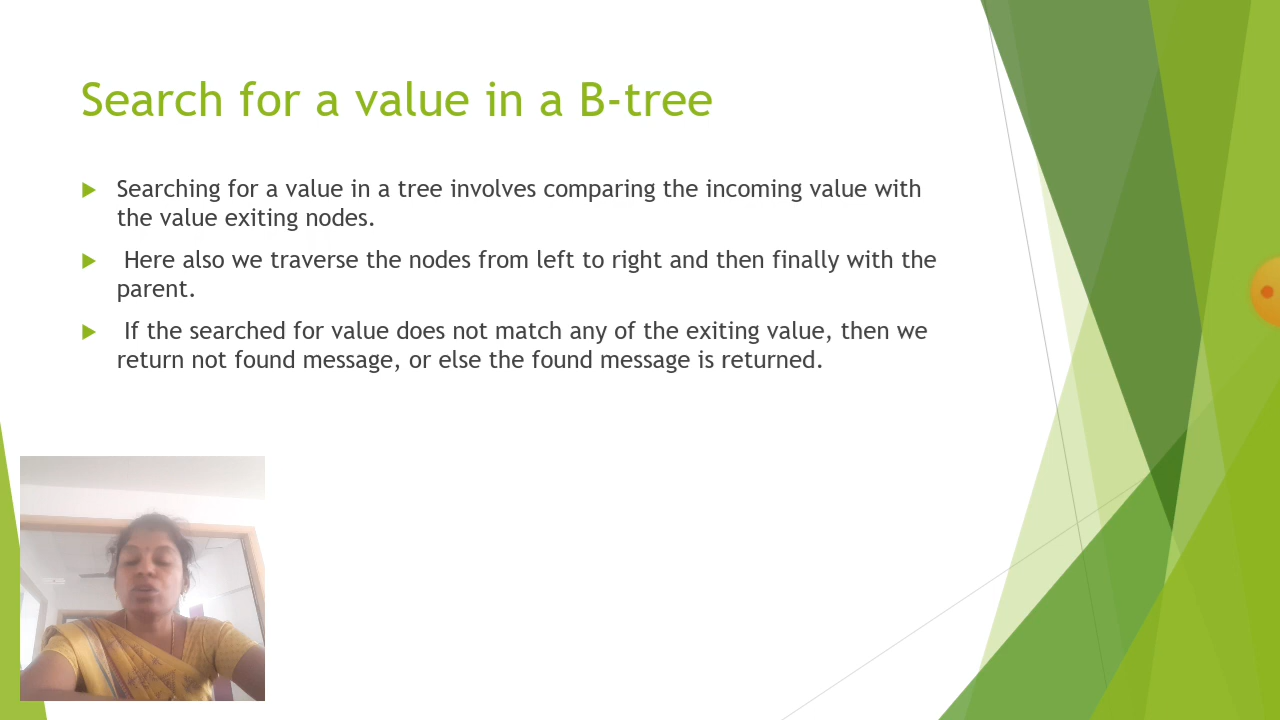 Search for a value in a B-tree
Searching for a value in a tree involves comparing the incoming value with
the value exiting nodes.
Here also we traverse the nodes from left to right and then finally with the
parent.
If the searched for value does not match any of the exiting value, then we
return not found message, or else the found message is returned.